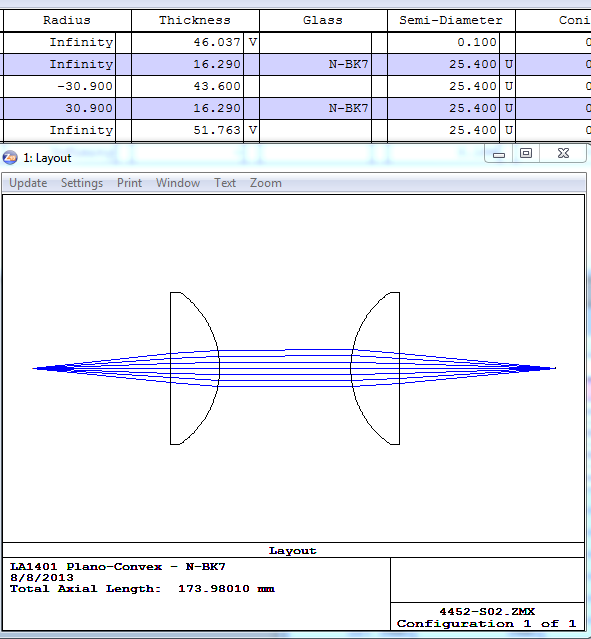 Radius Thickness Glass Semi-Diameter Coni
Infinity 46.037 V 0.100 0
Infinity 16.290 N-BK7 25.400 U 0
-30.900 43.600 25.400 U 0
30.900 16.290 N-BK7 25.400 U 0
Infinity 51.763 V 25.400 U 0
1: Layout
Update Settings Print Window Text Zoom
Layout
LA1401 Plano-Convex - N-BK7
8/8/2013
Total Axial Length: 173.98010 mm
4452-S02.ZMX
Configuration 1 of 1